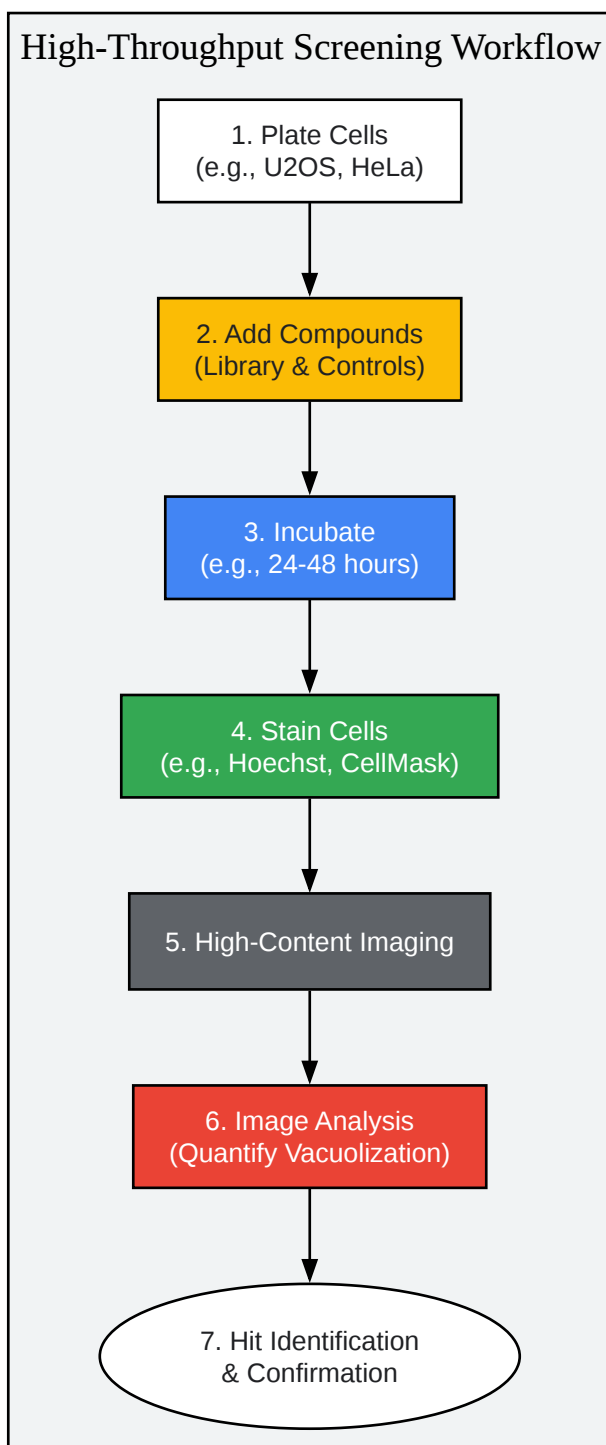 High-Throughput Screening Workflow
1. Plate Cells
(e.g., U2OS, HeLa)
2. Add Compounds
(Library & Controls)
3. Incubate
(e.g., 24-48 hours)
4. Stain Cells
(e.g., Hoechst, CellMask)
5. High-Content Imaging
6. Image Analysis
(Quantify Vacuolization)
7. Hit Identification
& Confirmation